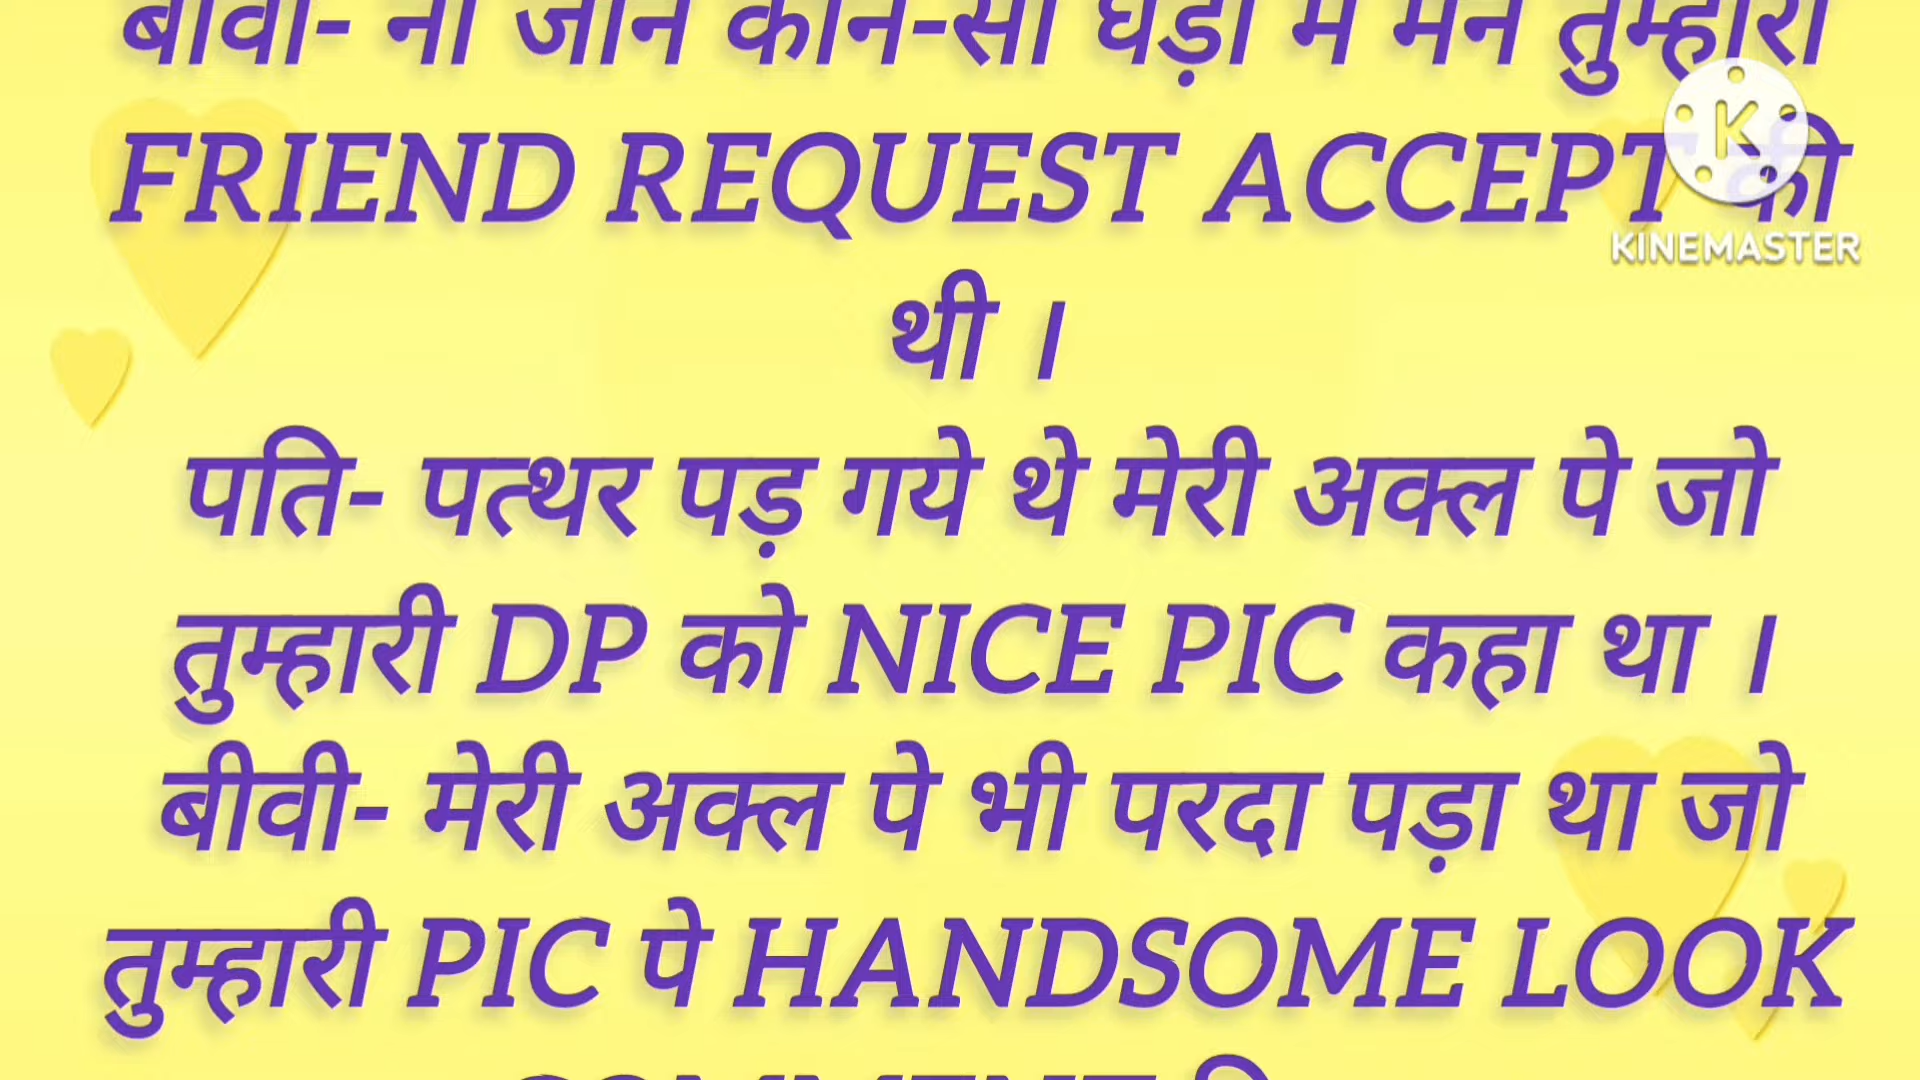 बीवी- ना जाने कौन-सी घड़ी में मैंने तुम्हारी
FRIEND REQUEST ACCEPT की
KINEMASTER
थी ।
पति- पत्थर पड़ गये थे मेरी अक्ल पे जो
तुम्हारी DP को NICE PIC कहा था ।
बीवी- मेरी अक्ल पे भी परदा पड़ा था जो
तुम्हारी PIC पे HANDSOME LOOK
COMMENT